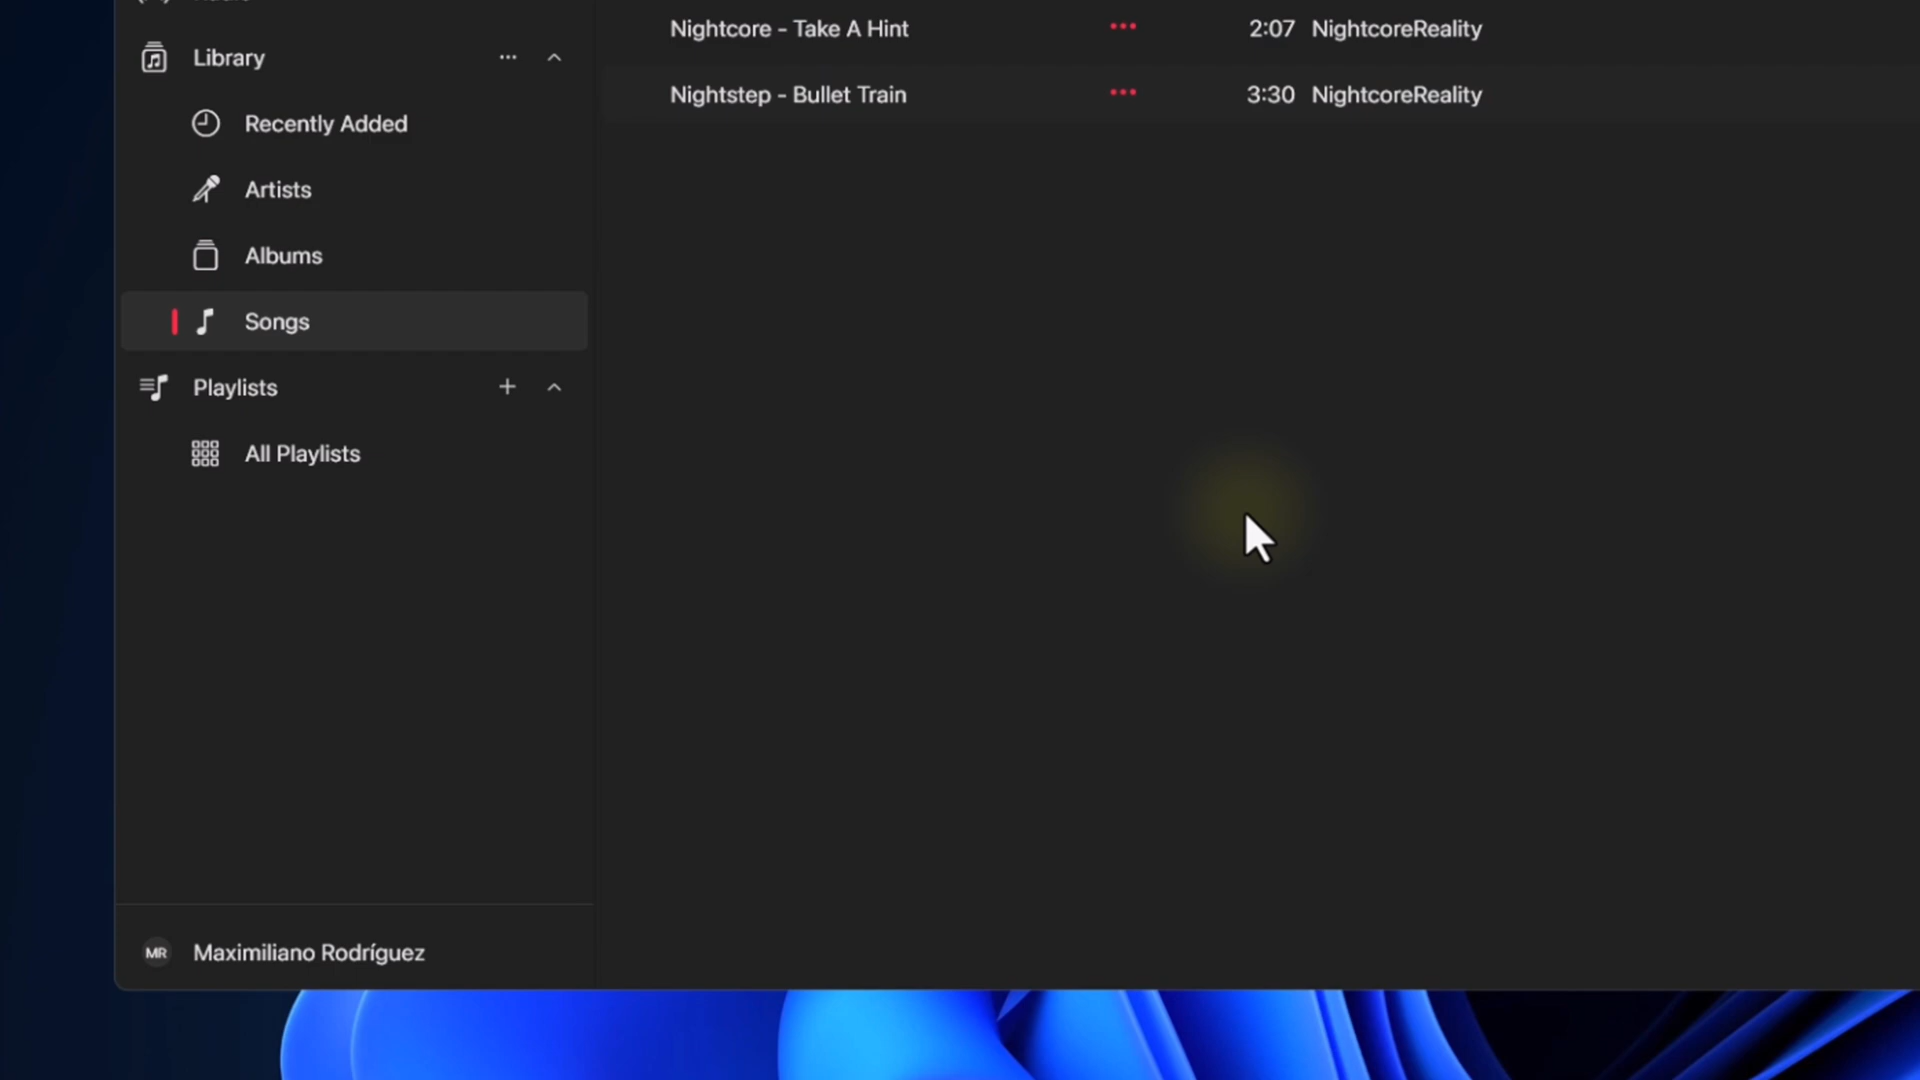 Library
Recently Added
Artists
Albums
Songs
Playlists
All Playlists
MR Maximiliano Rodríguez
Nightcore - Take A Hint 2:07 NightcoreReality
Nightstep - Bullet Train 3:30 NightcoreReality